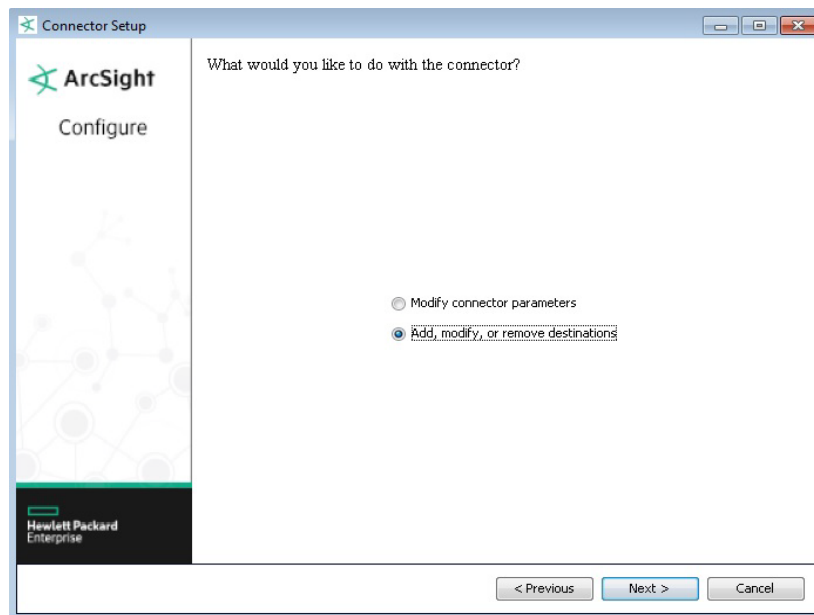 Connector Setup
ArcSight
Configure
What would you like to do with the connector?
Modify connector parameters
Add, modify, or remove destinations
Hewlett Packard
Enterprise
< Previous
Next >
Cancel